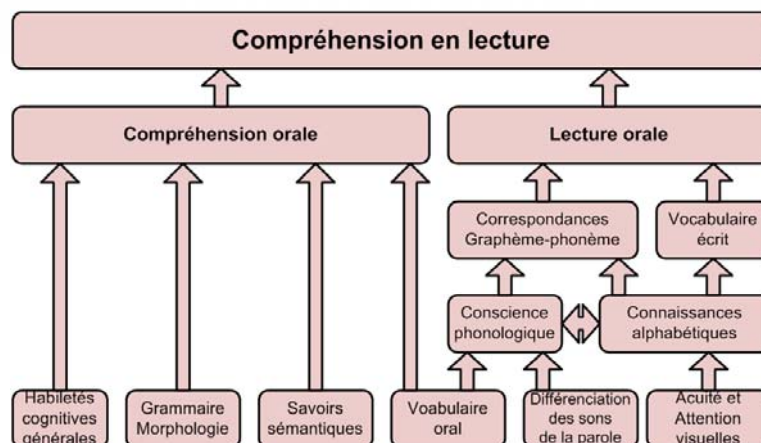 Compréhension en lecture
Compréhension orale
Lecture orale
Correspondances
Graphème-phonème
Vocabulaire
écrit
Conscience
phonologique
Connaissances
alphabétiques
Habiletés
cognitives
générales
Grammaire
Morphologie
Savoirs
sémantiques
Voabulaire
oral
Différenciation
des sons
de la parole
Acuité et
Attention
visuelles